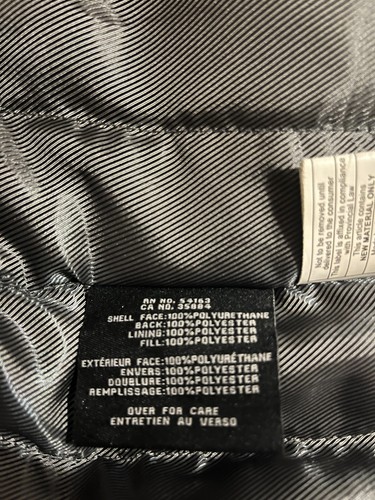 RN NO. 54163
CA NO. 35884
SHELL FACE:100%POLYURETHANE
BACK:100%POLYESTER
LINING:100%POLYESTER
FILL:100%POLYESTER
EXTÉRIEUR FACE:100%POLYURÉTHANE
ENVERS:100%POLYESTER
DOUBLURE:100%POLYESTER
REMPLISSAGE:100%POLYESTER
OVER FOR CARE
ENTRETIEN AU VERSO
Not to be removed until
delivered to the consumer
This label is affixed in compliance
with Provincial Law
This article contains
NEW MATERIAL ONLY